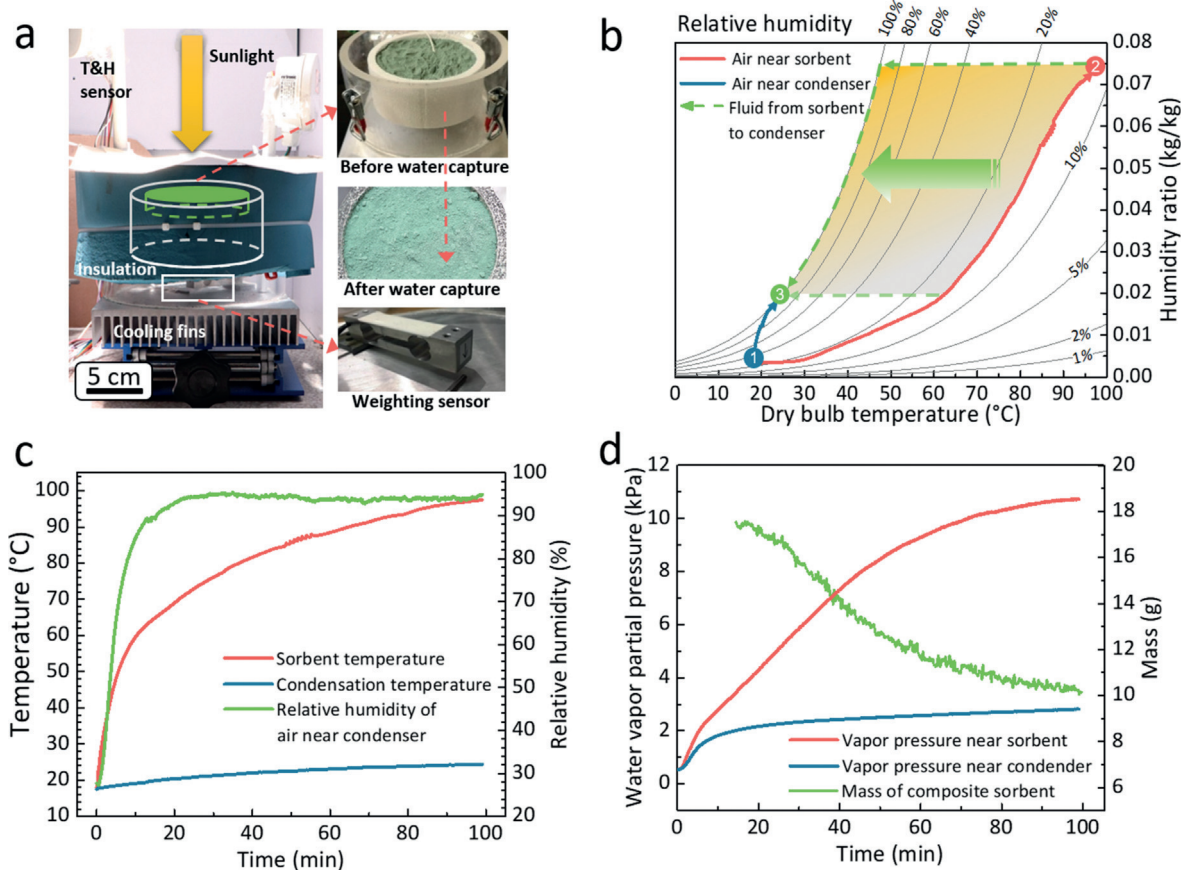 a
T&H
sensor
Sunlight
Insulation
Cooling fins
5 cm
Before water capture
After water capture
Weighting sensor
b
Relative humidity
100%
80%
60%
40%
20%
10%
5%
2%
1%
Air near sorbent
Air near condenser
Fluid from sorbent
to condenser
1
2
3
0.08
0.07
0.06
0.05
0.04
0.03
0.02
0.01
0.00
Humidity ratio (kg/kg)
0 10 20 30 40 50 60 70 80 90 100
Dry bulb temperature (°C)
c
Temperature (°C)
100
90
80
70
60
50
40
30
20
10
Sorbent temperature
Condensation temperature
Relative humidity of
air near condenser
100
90
80
70
60
50
40
30
20
Relative humidity (%)
0 20 40 60 80 100
Time (min)
d
Water vapor partial pressure (kPa)
12
10
8
6
4
2
0
Vapor pressure near sorbent
Vapor pressure near condender
Mass of composite sorbent
20
18
16
14
12
10
8
6
Mass (g)
0 20 40 60 80 100
Time (min)